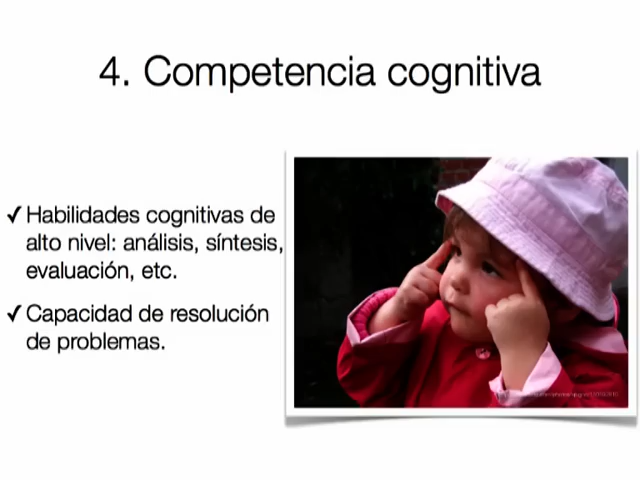 4. Competencia cognitiva
✓ Habilidades cognitivas de
alto nivel: análisis, síntesis,
evaluación, etc.
✓ Capacidad de resolución
de problemas.